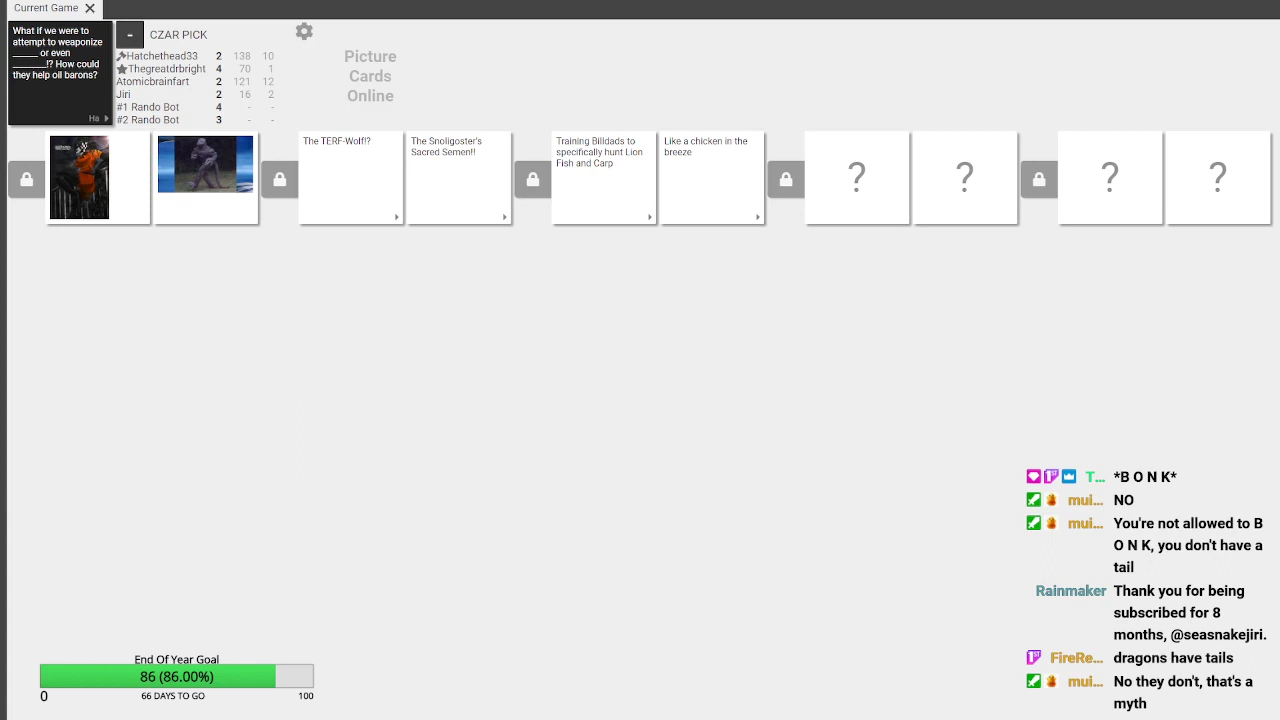 Current Game
What if we were to
attempt to weaponize
______ or even
______!? How could
they help oil barons?
Ha
-
CZAR PICK
Hatchethead33 2 138 10
Thegreatdrbright 4 70 1
Atomicbrainfart 2 121 12
Jiri 2 16 2
#1 Rando Bot 4 - -
#2 Rando Bot 3 - -
Picture
Cards
Online
The TERF-Wolf!?
The Snoligoster's
Sacred Semen!!
Training Billdads to
specifically hunt Lion
Fish and Carp
Like a chicken in the
breeze
?
?
?
?
T... *B O N K*
mui... NO
mui... You're not allowed to B
O N K, you don't have a
tail
Rainmaker Thank you for being
subscribed for 8
months, @seasnakejiri.
FireRe... dragons have tails
mui... No they don't, that's a
myth
End Of Year Goal
86 (86.00%)
0 66 DAYS TO GO 100